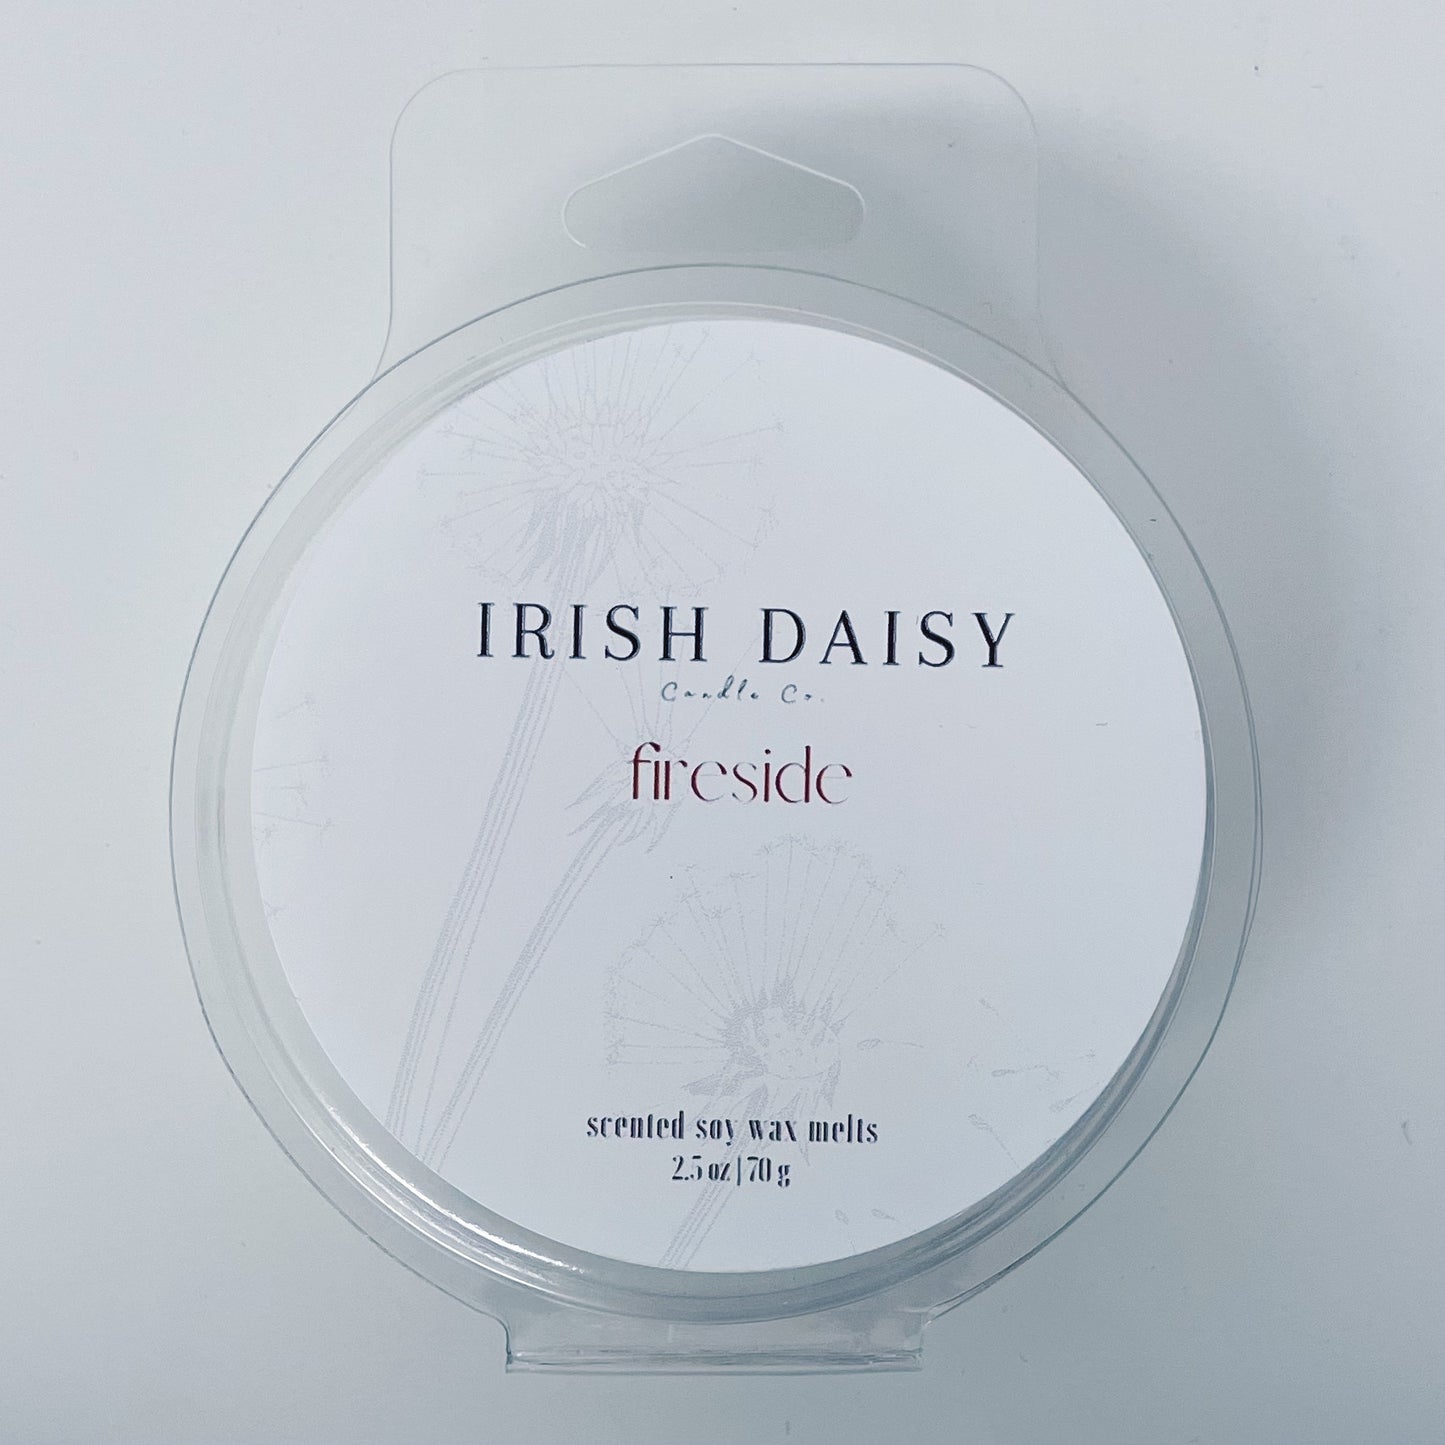 IRISH DAISY
Candle Co.
fireside
scented soy wax melts
2.5 oz | 70 g